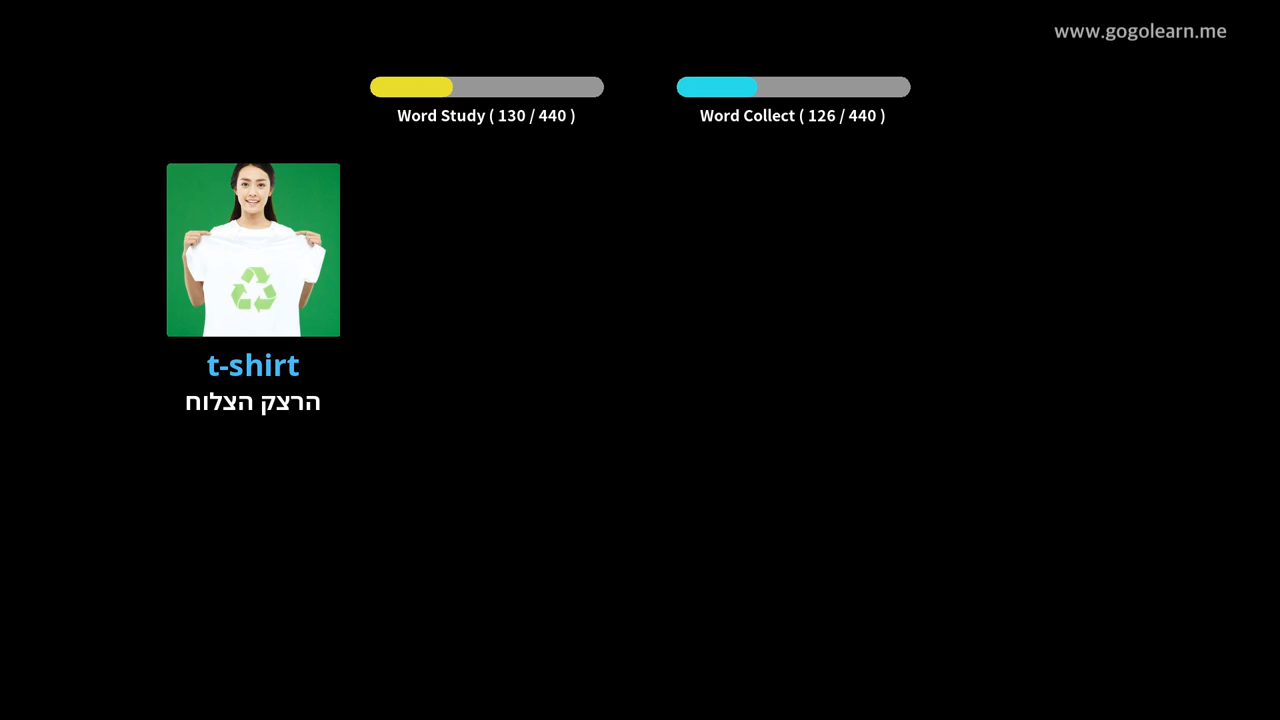 www.gogolearn.me
Word Study ( 130 / 440 )
Word Collect ( 126 / 440 )
t-shirt
הרצק הצלוח